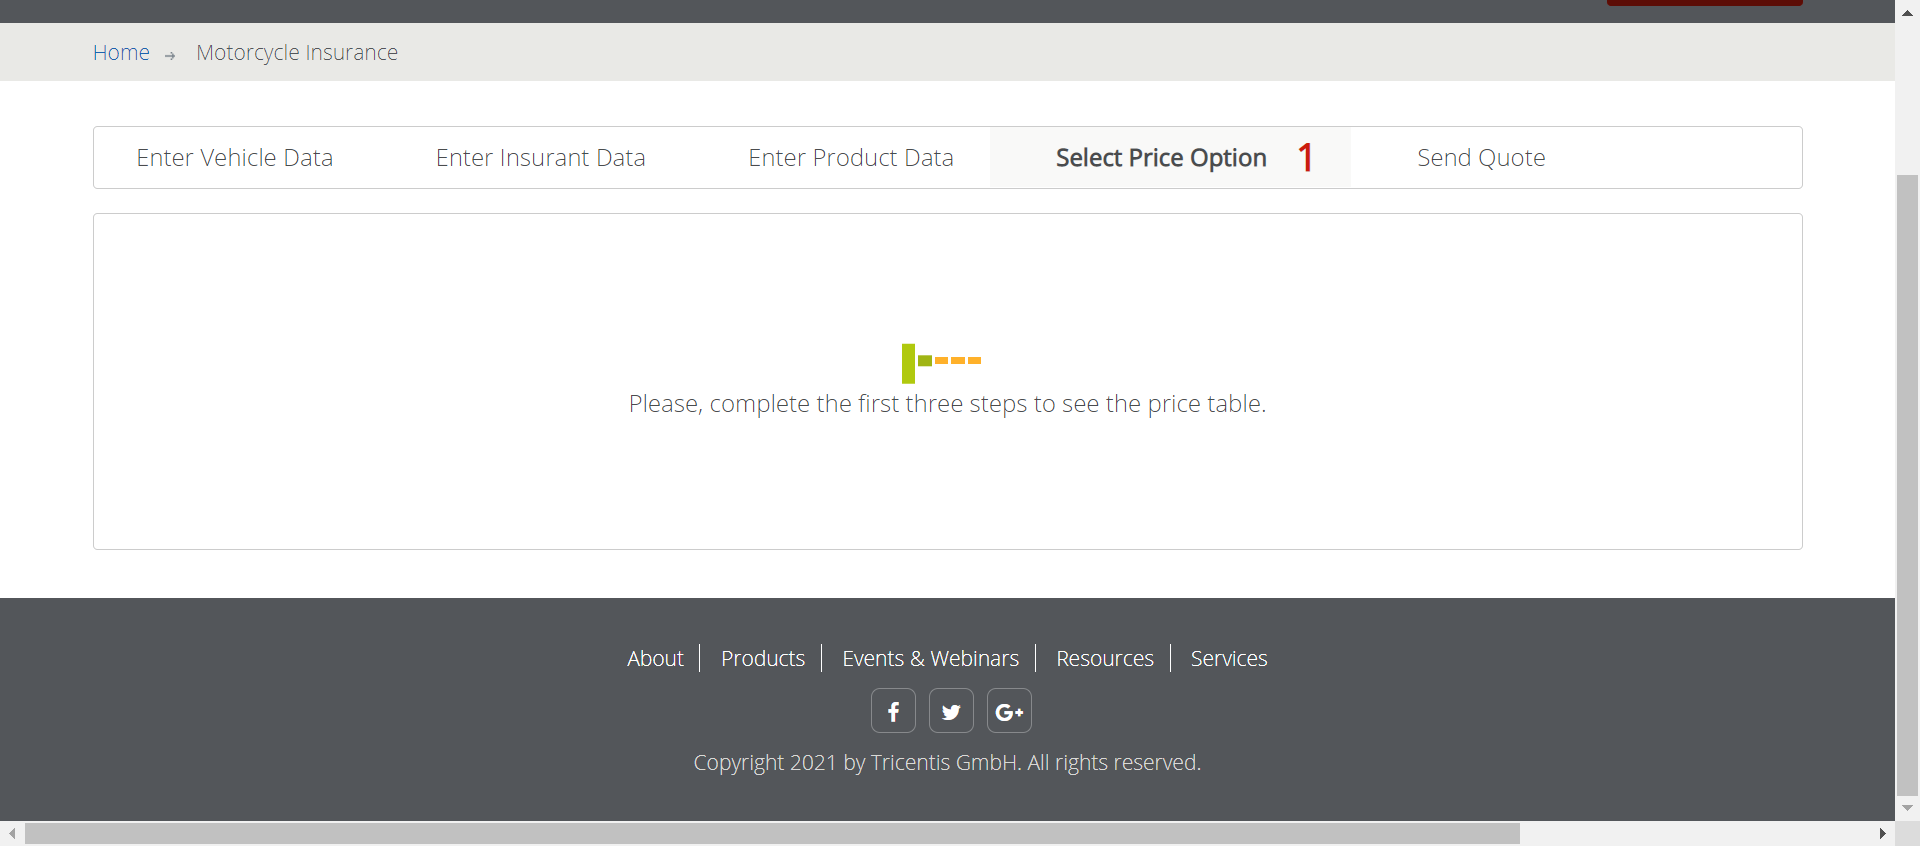 Home → Motorcycle Insurance
Enter Vehicle Data Enter Insurant Data Enter Product Data Select Price Option 1 Send Quote
Please, complete the first three steps to see the price table.
About Products Events & Webinars Resources Services
f G+
Copyright 2021 by Tricentis GmbH. All rights reserved.